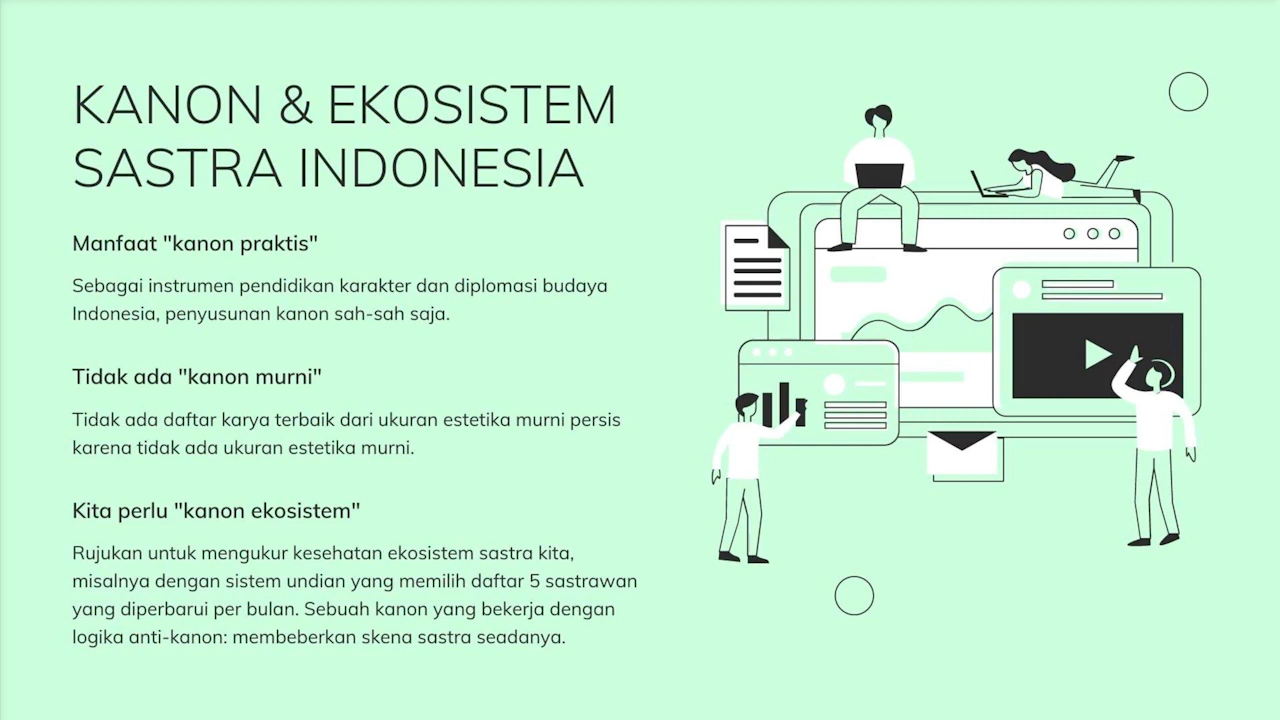 KANON & EKOSISTEM
SASTRA INDONESIA
Manfaat "kanon praktis"
Sebagai instrumen pendidikan karakter dan diplomasi budaya
Indonesia, penyusunan kanon sah-sah saja.
Tidak ada "kanon murni"
Tidak ada daftar karya terbaik dari ukuran estetika murni persis
karena tidak ada ukuran estetika murni.
Kita perlu "kanon ekosistem"
Rujukan untuk mengukur kesehatan ekosistem sastra kita,
misalnya dengan sistem undian yang memilih daftar 5 sastrawan
yang diperbarui per bulan. Sebuah kanon yang bekerja dengan
logika anti-kanon: membeberkan skena sastra seadanya.